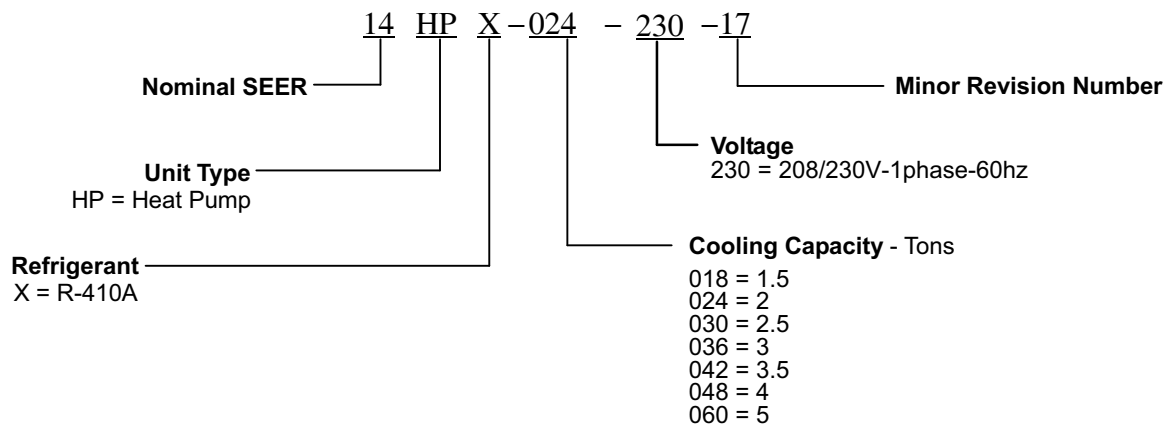 14 HP X – 024 – 230 – 17
Nominal SEER
Minor Revision Number
Voltage
230 = 208/230V-1phase-60hz
Unit Type
HP = Heat Pump
Cooling Capacity - Tons
018 = 1.5
024 = 2
030 = 2.5
036 = 3
042 = 3.5
048 = 4
060 = 5
Refrigerant
X = R-410A